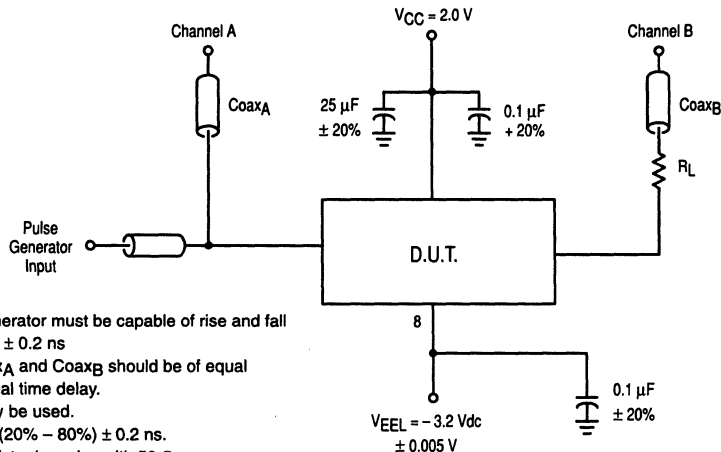 Channel A
VCC = 2.0 V
Channel B
CoaxA
25 μF
± 20%
0.1 μF
+ 20%
CoaxB
RL
Pulse
Generator
Input
D.U.T.
8
nerator must be capable of rise and fall
± 0.2 ns
xA and CoaxB should be of equal
al time delay.
y be used.
(20% – 80%) ± 0.2 ns.
VEEL = – 3.2 Vdc
± 0.005 V
0.1 μF
± 20%